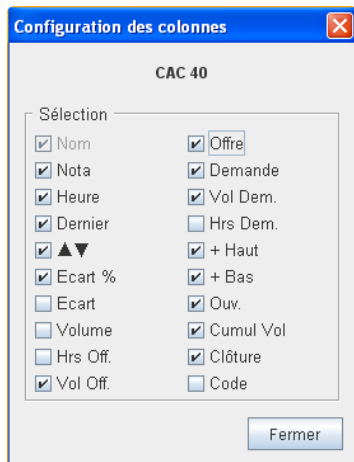 Configuration des colonnes
CAC 40
Sélection
Nom
Nota
Heure
Dernier
▲▼
Ecart %
Ecart
Volume
Hrs Off.
Vol Off.
Offre
Demande
Vol Dem.
Hrs Dem.
+ Haut
+ Bas
Ouv.
Cumul Vol
Clôture
Code
Fermer